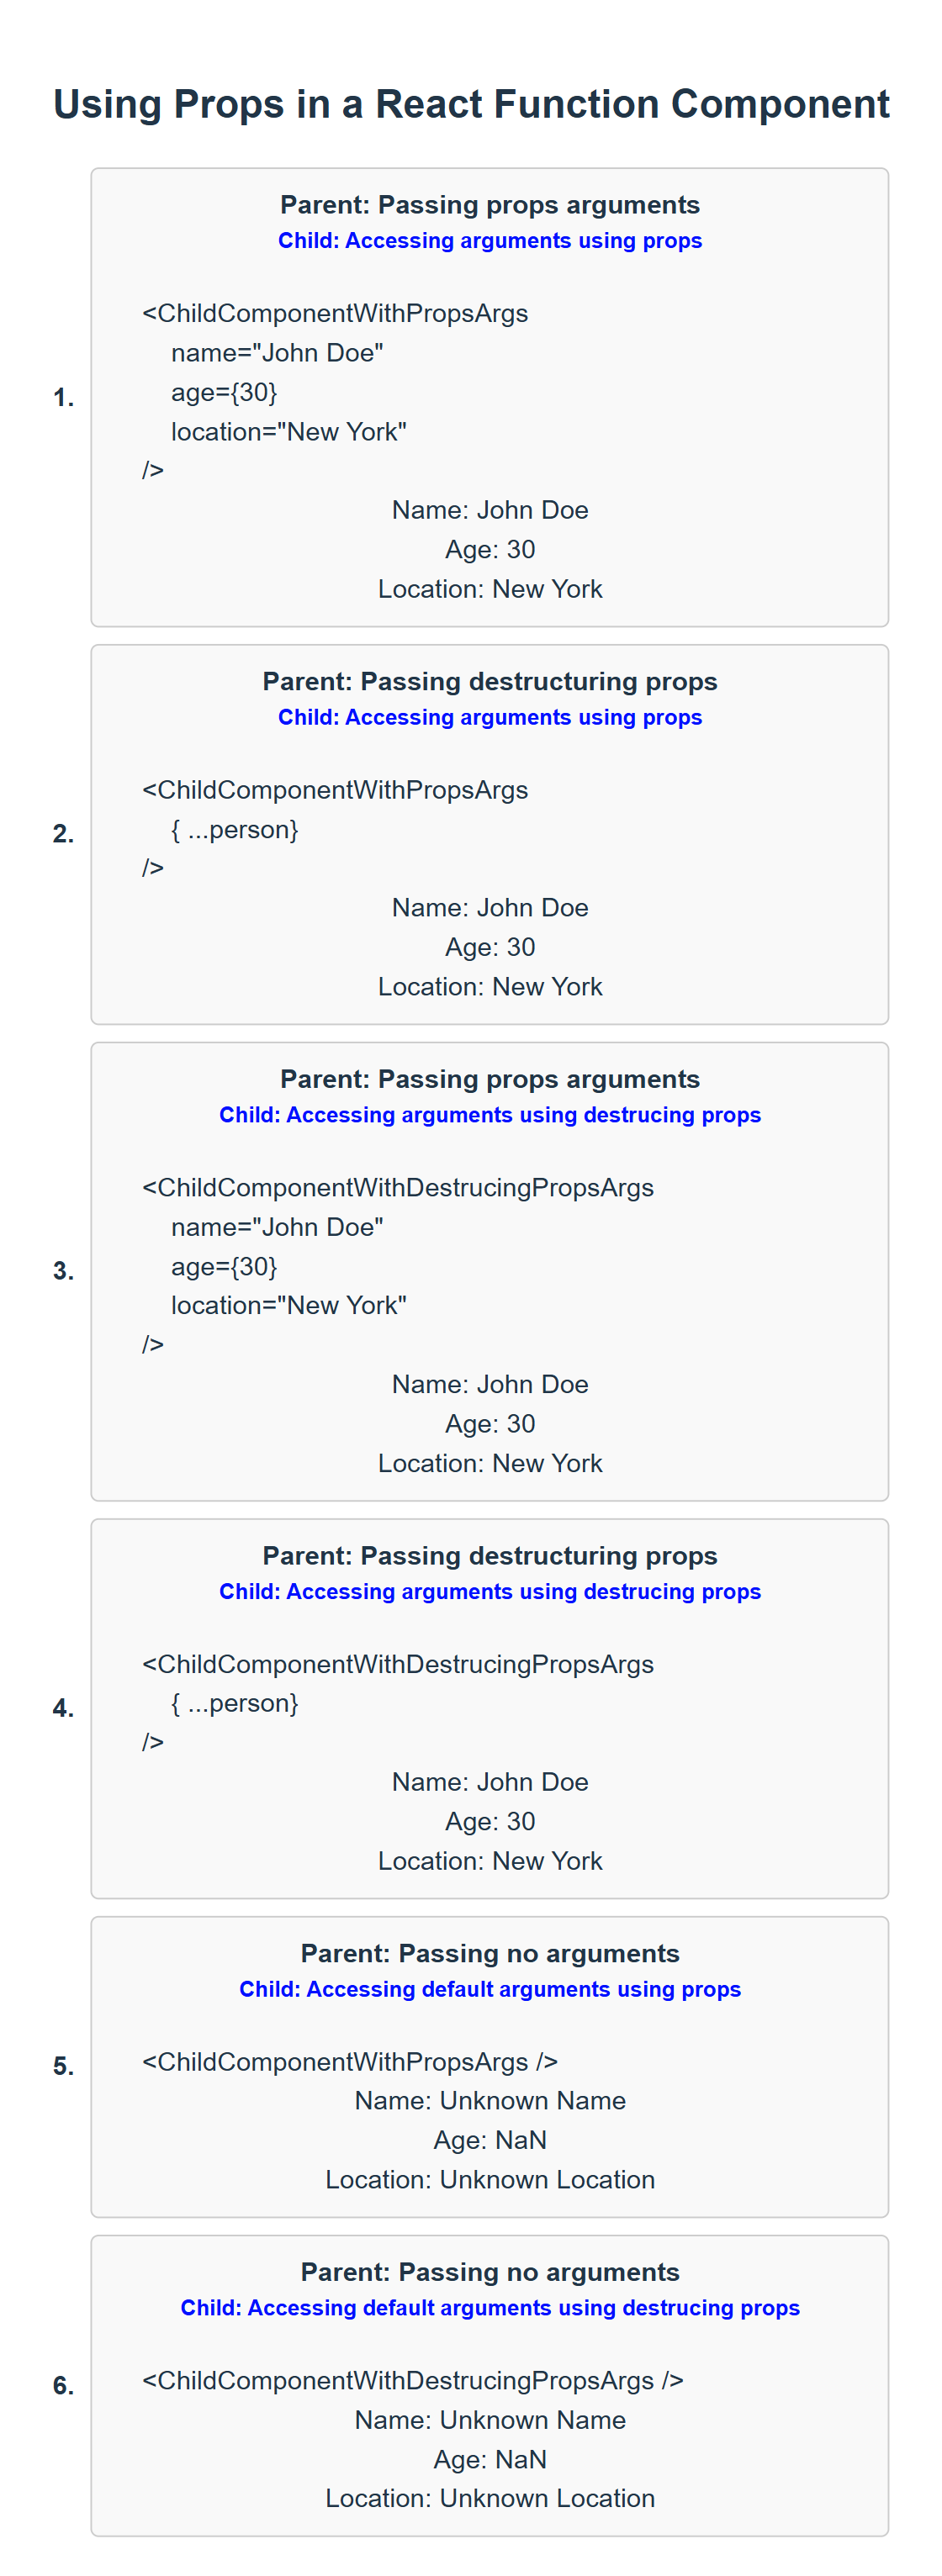 Using Props in a React Function Component
Parent: Passing props arguments
Child: Accessing arguments using props
1.
<ChildComponentWithPropsArgs
name="John Doe"
age={30}
location="New York"
/>
Name: John Doe
Age: 30
Location: New York
Parent: Passing destructuring props
Child: Accessing arguments using props
2.
<ChildComponentWithPropsArgs
{ ...person}
/>
Name: John Doe
Age: 30
Location: New York
Parent: Passing props arguments
Child: Accessing arguments using destrucing props
3.
<ChildComponentWithDestrucingPropsArgs
name="John Doe"
age={30}
location="New York"
/>
Name: John Doe
Age: 30
Location: New York
Parent: Passing destructuring props
Child: Accessing arguments using destrucing props
4.
<ChildComponentWithDestrucingPropsArgs
{ ...person}
/>
Name: John Doe
Age: 30
Location: New York
Parent: Passing no arguments
Child: Accessing default arguments using props
5.
<ChildComponentWithPropsArgs />
Name: Unknown Name
Age: NaN
Location: Unknown Location
Parent: Passing no arguments
Child: Accessing default arguments using destrucing props
6.
<ChildComponentWithDestrucingPropsArgs />
Name: Unknown Name
Age: NaN
Location: Unknown Location